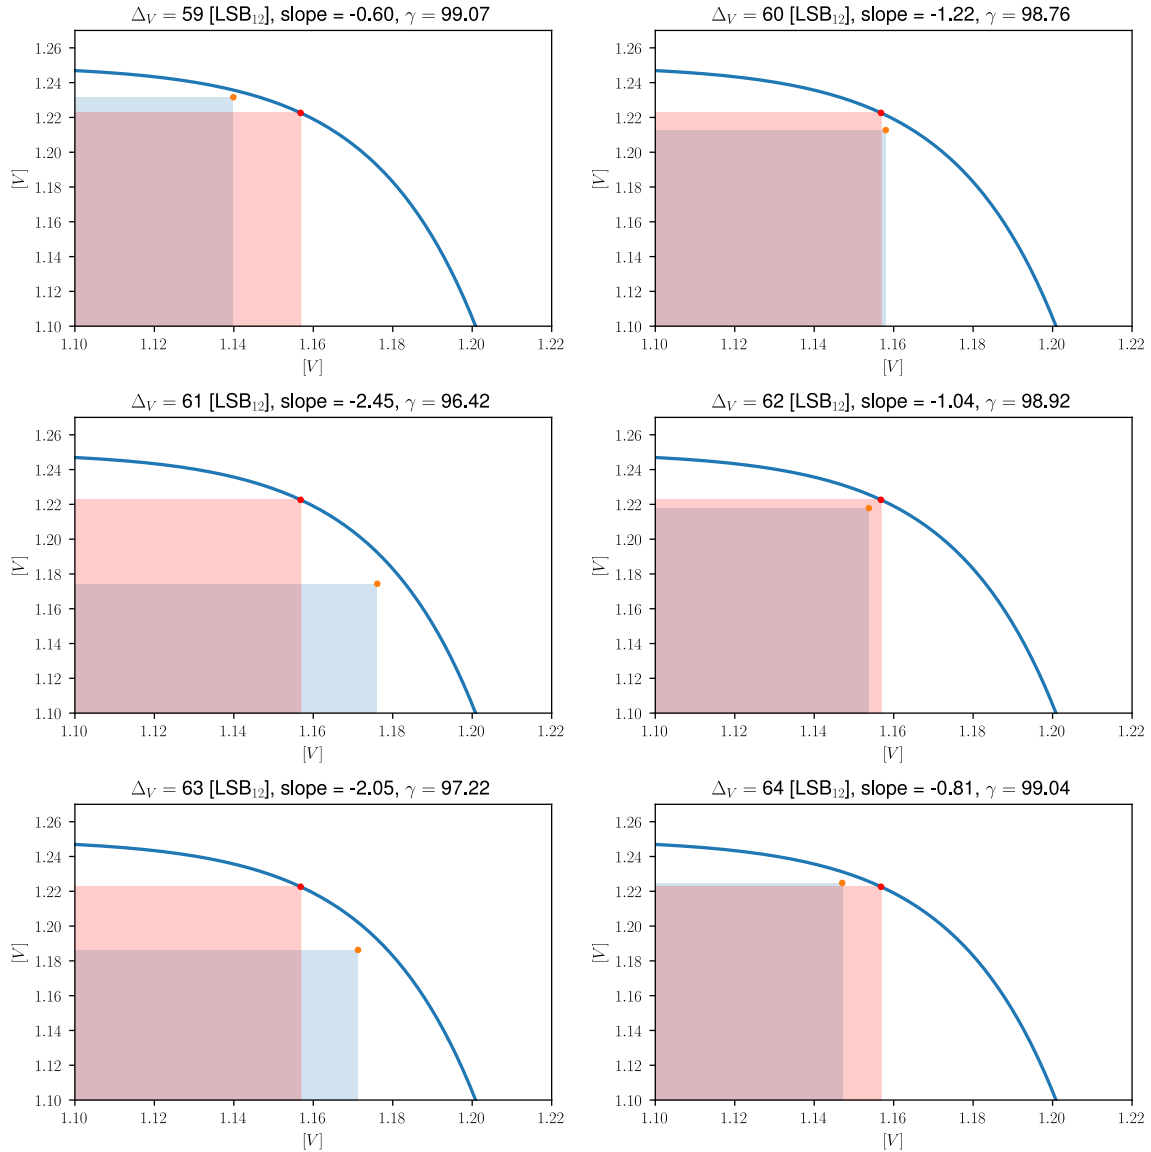 Δ_V = 59 [LSB₁₂], slope = -0.60, γ = 99.07
1.26
1.24
1.22
1.20
1.18
1.16
1.14
1.12
1.10
[V]
1.10 1.12 1.14 1.16 1.18 1.20 1.22
[V]
Δ_V = 60 [LSB₁₂], slope = -1.22, γ = 98.76
1.26
1.24
1.22
1.20
1.18
1.16
1.14
1.12
1.10
[V]
1.10 1.12 1.14 1.16 1.18 1.20 1.22
[V]
Δ_V = 61 [LSB₁₂], slope = -2.45, γ = 96.42
1.26
1.24
1.22
1.20
1.18
1.16
1.14
1.12
1.10
[V]
1.10 1.12 1.14 1.16 1.18 1.20 1.22
[V]
Δ_V = 62 [LSB₁₂], slope = -1.04, γ = 98.92
1.26
1.24
1.22
1.20
1.18
1.16
1.14
1.12
1.10
[V]
1.10 1.12 1.14 1.16 1.18 1.20 1.22
[V]
Δ_V = 63 [LSB₁₂], slope = -2.05, γ = 97.22
1.26
1.24
1.22
1.20
1.18
1.16
1.14
1.12
1.10
[V]
1.10 1.12 1.14 1.16 1.18 1.20 1.22
[V]
Δ_V = 64 [LSB₁₂], slope = -0.81, γ = 99.04
1.26
1.24
1.22
1.20
1.18
1.16
1.14
1.12
1.10
[V]
1.10 1.12 1.14 1.16 1.18 1.20 1.22
[V]